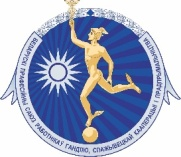 БЕЛАРУСКІ ПРАФЕСІЙНЫ САЮЗ РАБОТНІКАЎ ГАНДЛЮ, СПАЖЫВЕЦКАЙ КААПЕРАЦЫІ І ПРАДПРЫМАЛЬНІЦТВА